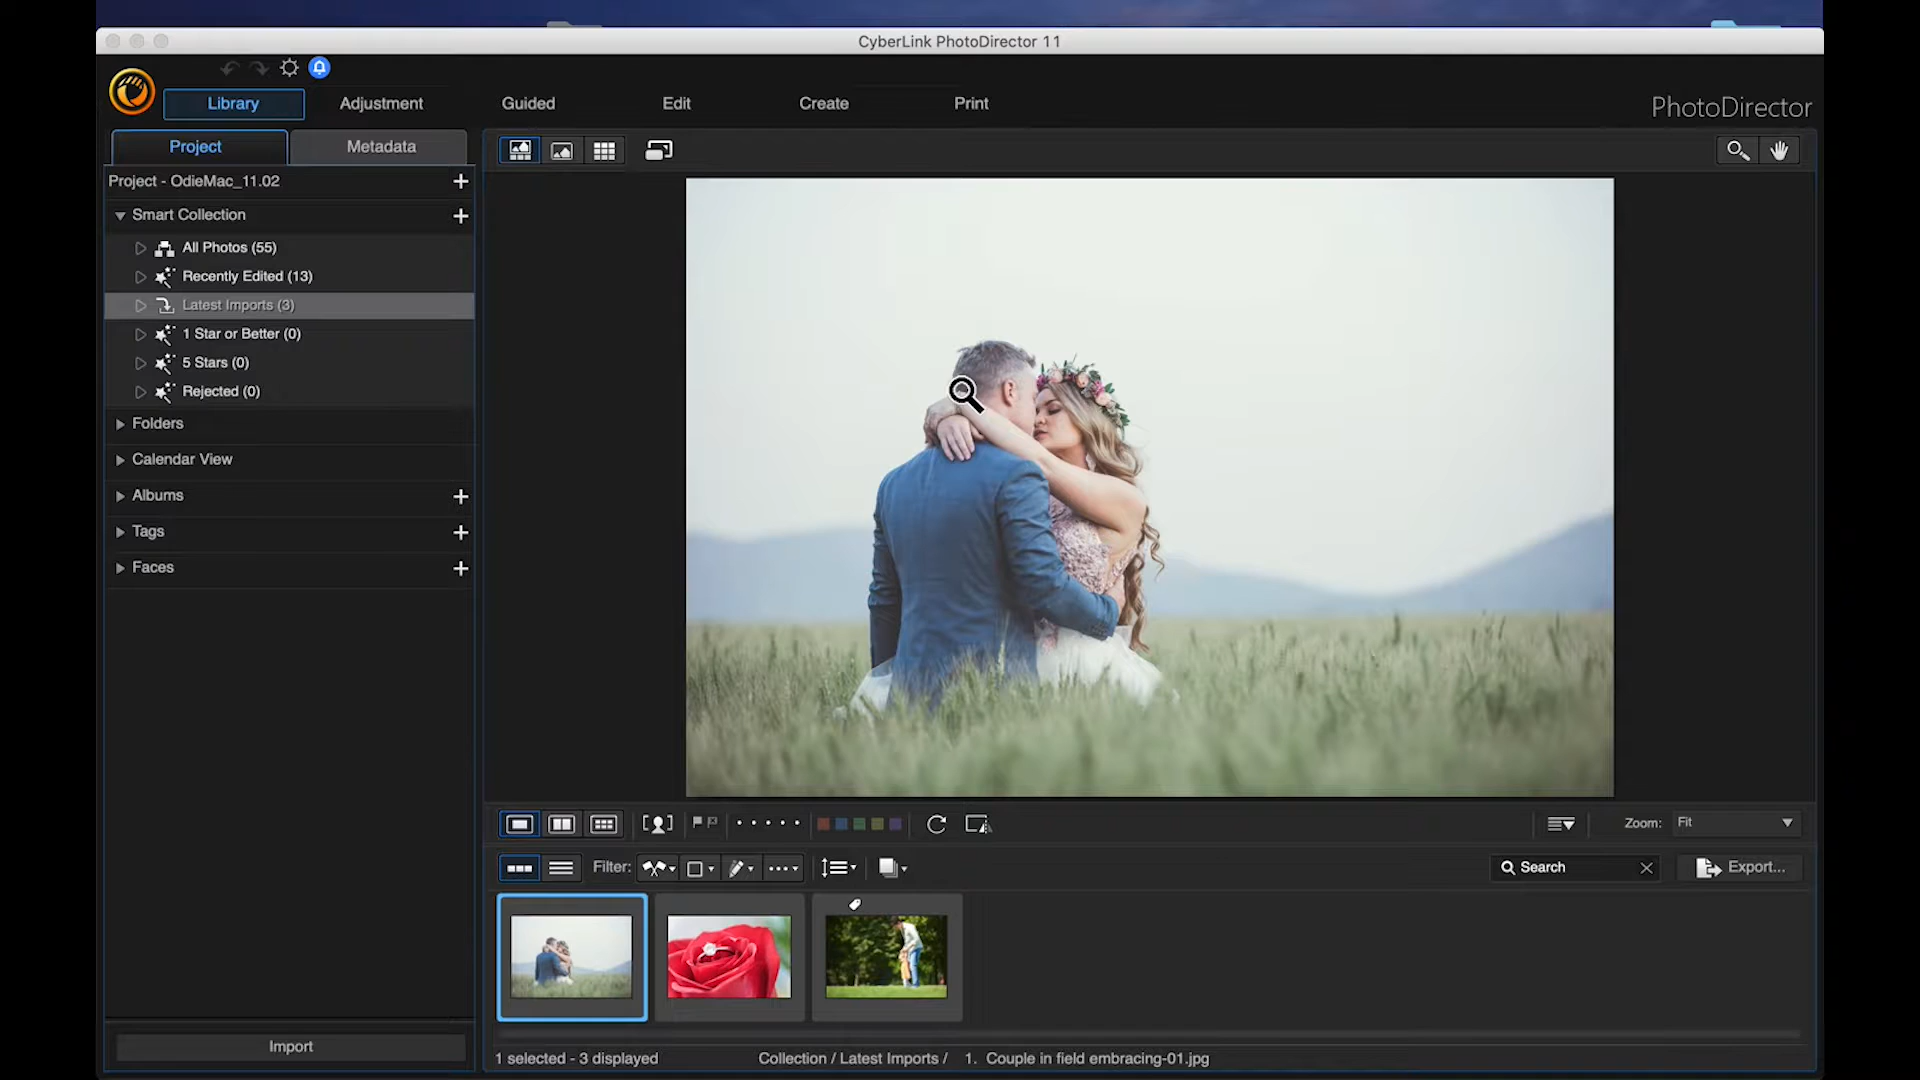 CyberLink PhotoDirector 11
Library
Adjustment
Guided
Edit
Create
Print
PhotoDirector
Project
Metadata
Project - OdieMac_11.02
Smart Collection
All Photos (55)
Recently Edited (13)
Latest Imports (3)
1 Star or Better (0)
5 Stars (0)
Rejected (0)
Folders
Calendar View
Albums
Tags
Faces
Import
Zoom:
Fit
Filter:
Search
Export...
1 selected - 3 displayed
Collection / Latest Imports /
1. Couple in field embracing-01.jpg